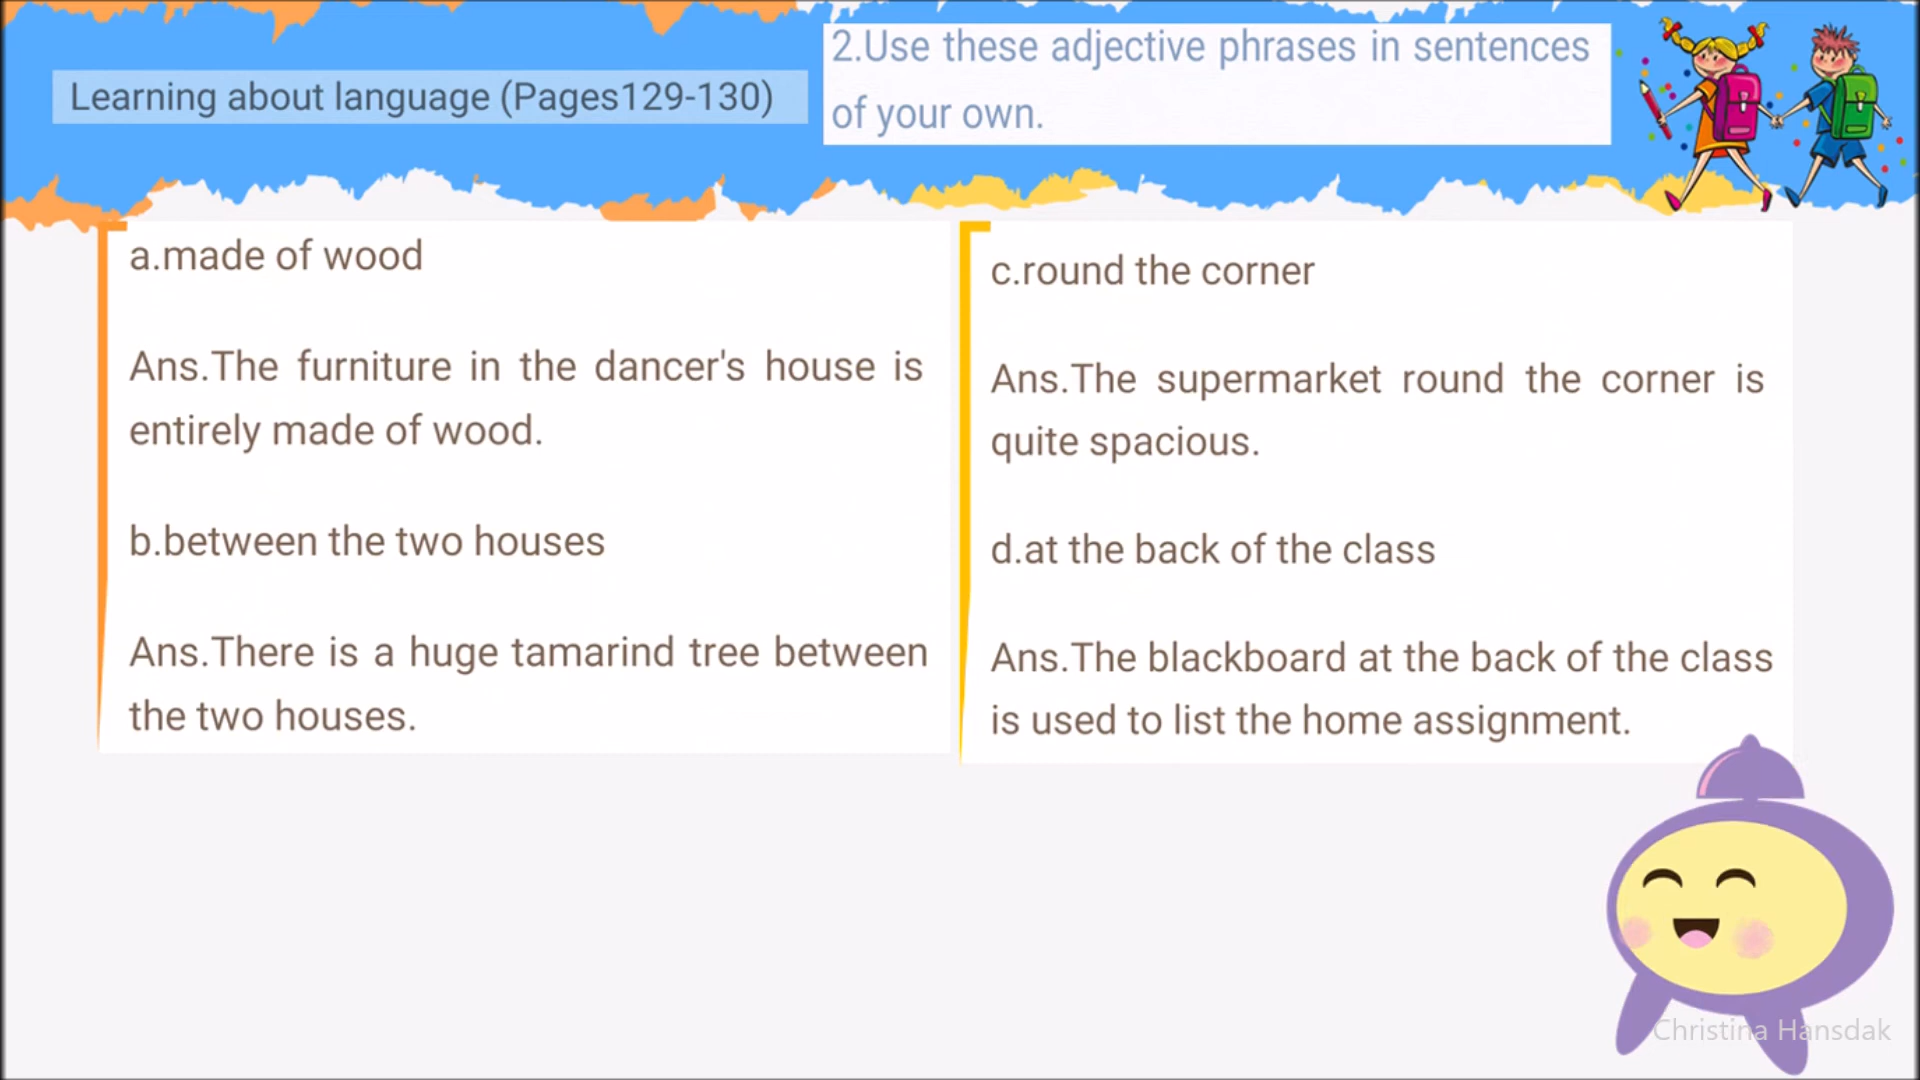 Learning about language (Pages129-130)
2.Use these adjective phrases in sentences
of your own.
a.made of wood
Ans.The furniture in the dancer's house is
entirely made of wood.
b.between the two houses
Ans.There is a huge tamarind tree between
the two houses.
c.round the corner
Ans.The supermarket round the corner is
quite spacious.
d.at the back of the class
Ans.The blackboard at the back of the class
is used to list the home assignment.
Christina Hansdak